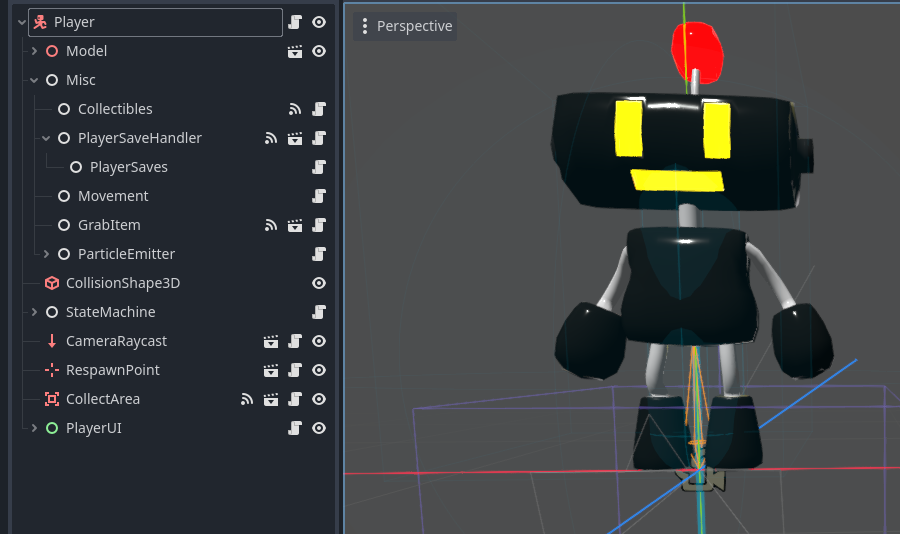 Player
Model
Misc
Collectibles
PlayerSaveHandler
PlayerSaves
Movement
GrabItem
ParticleEmitter
CollisionShape3D
StateMachine
CameraRaycast
RespawnPoint
CollectArea
PlayerUI
Perspective